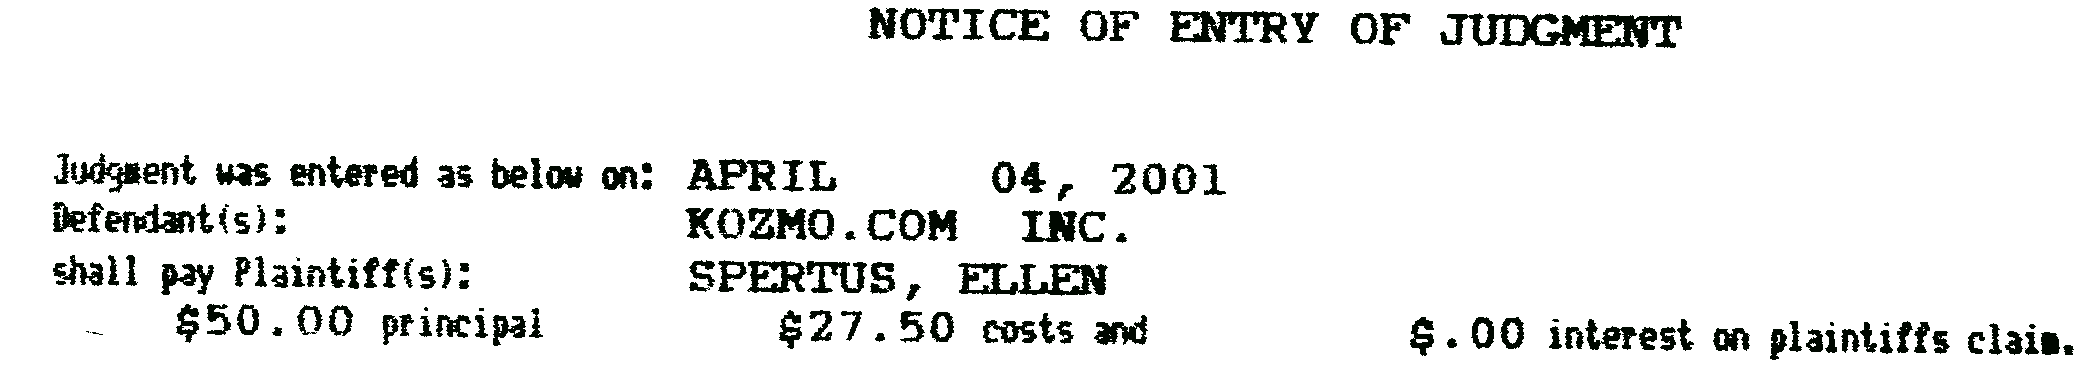 NOTICE OF ENTRY OF JUDGMENT
Judgment was entered as below on: APRIL 04, 2001
Defendant(s): KOZMO.COM INC.
shall pay Plaintiff(s): SPERTUS, ELLEN
$50.00 principal $27.50 costs and $.00 interest on plaintiffs claim.